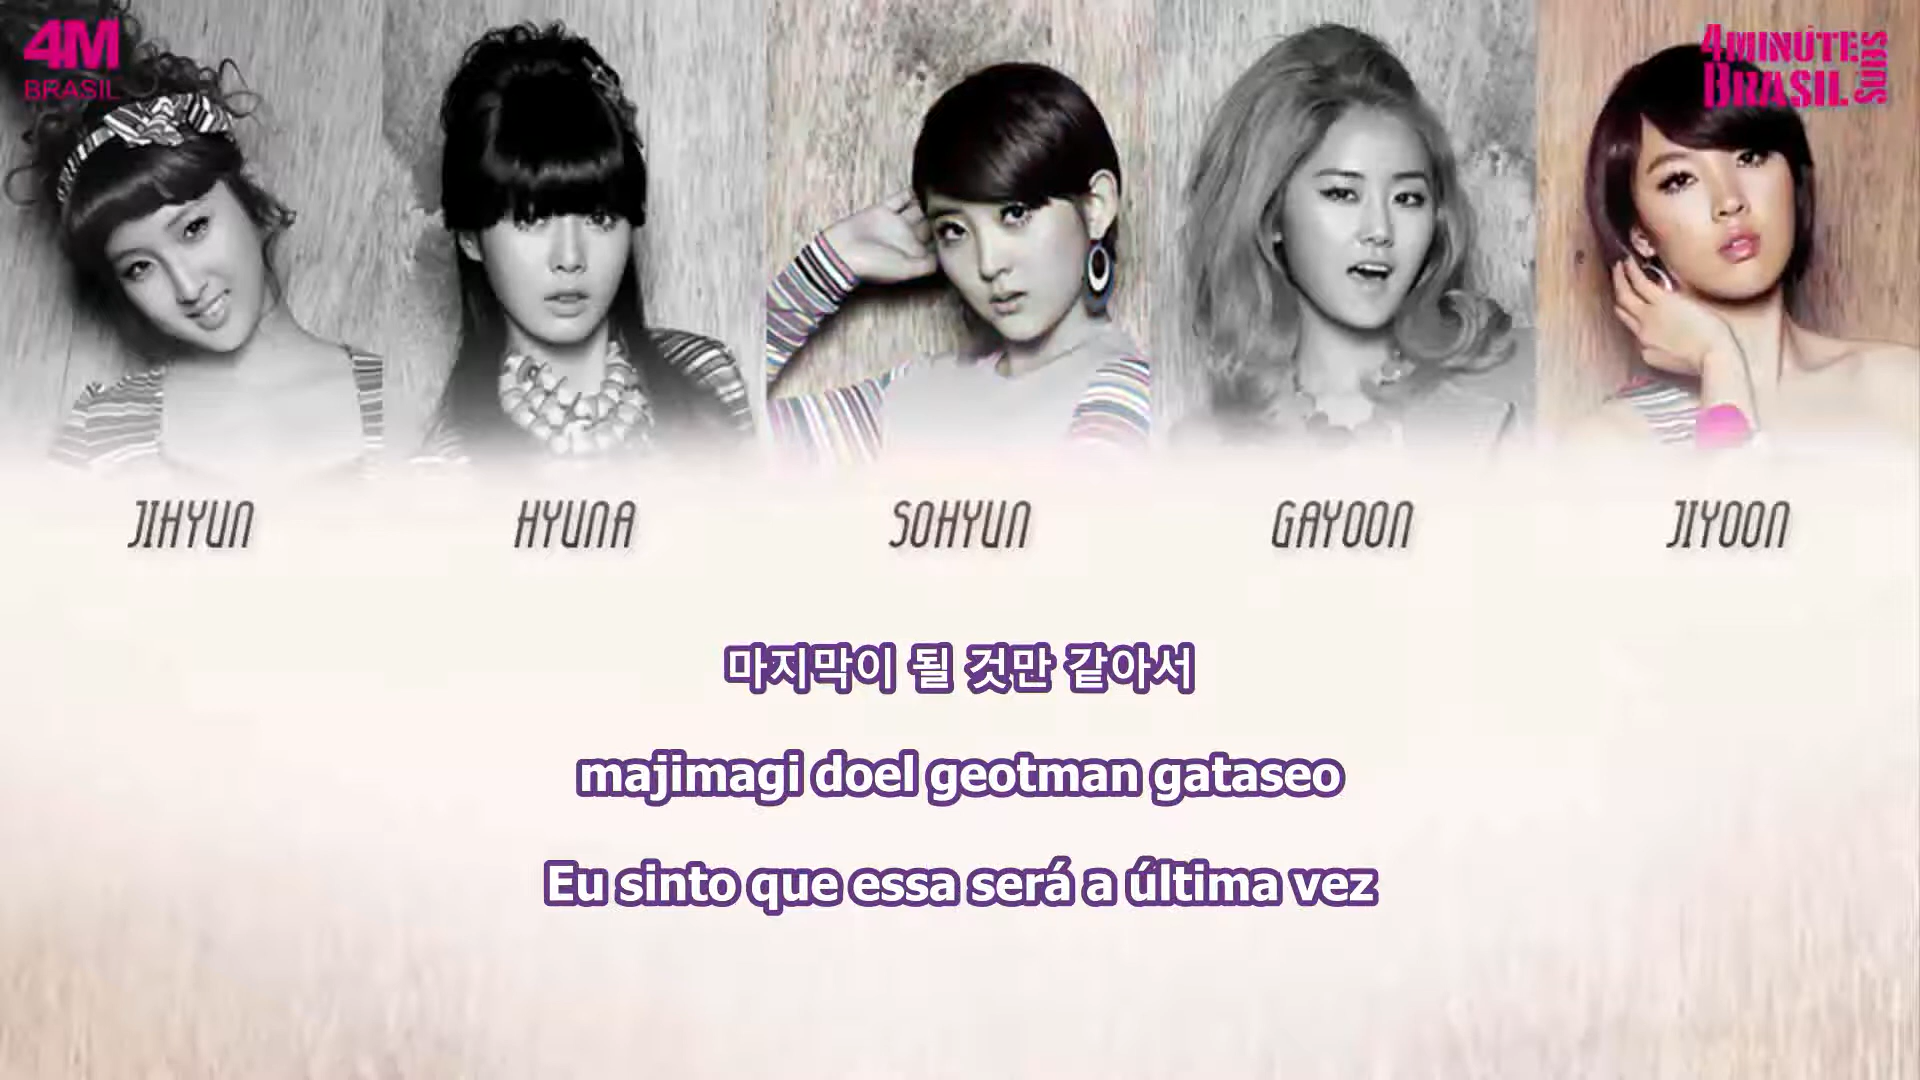 4M
BRASIL
4MINUTE
BRASIL
SUBS
JIHYUN
HYUNA
SOHYUN
GAYOON
JIYOON
마지막이 될 것만 같아서
majimagi doel geotman gataseo
Eu sinto que essa será a última vez